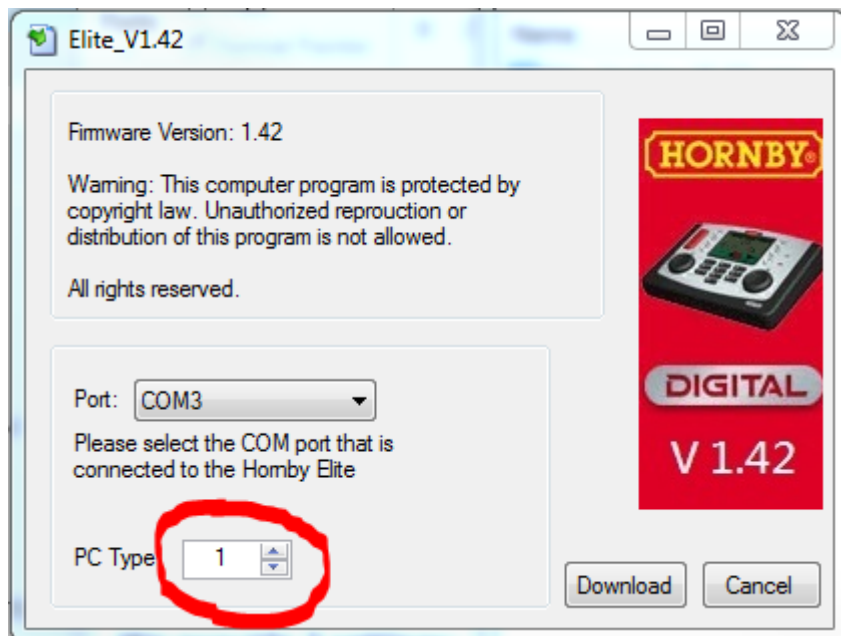 Elite_V1.42
Firmware Version: 1.42
Warning: This computer program is protected by
copyright law. Unauthorized reprouction or
distribution of this program is not allowed.
All rights reserved.
HORNBY®
DIGITAL
V 1.42
Port: COM3
Please select the COM port that is
connected to the Hornby Elite
PC Type 1
Download Cancel